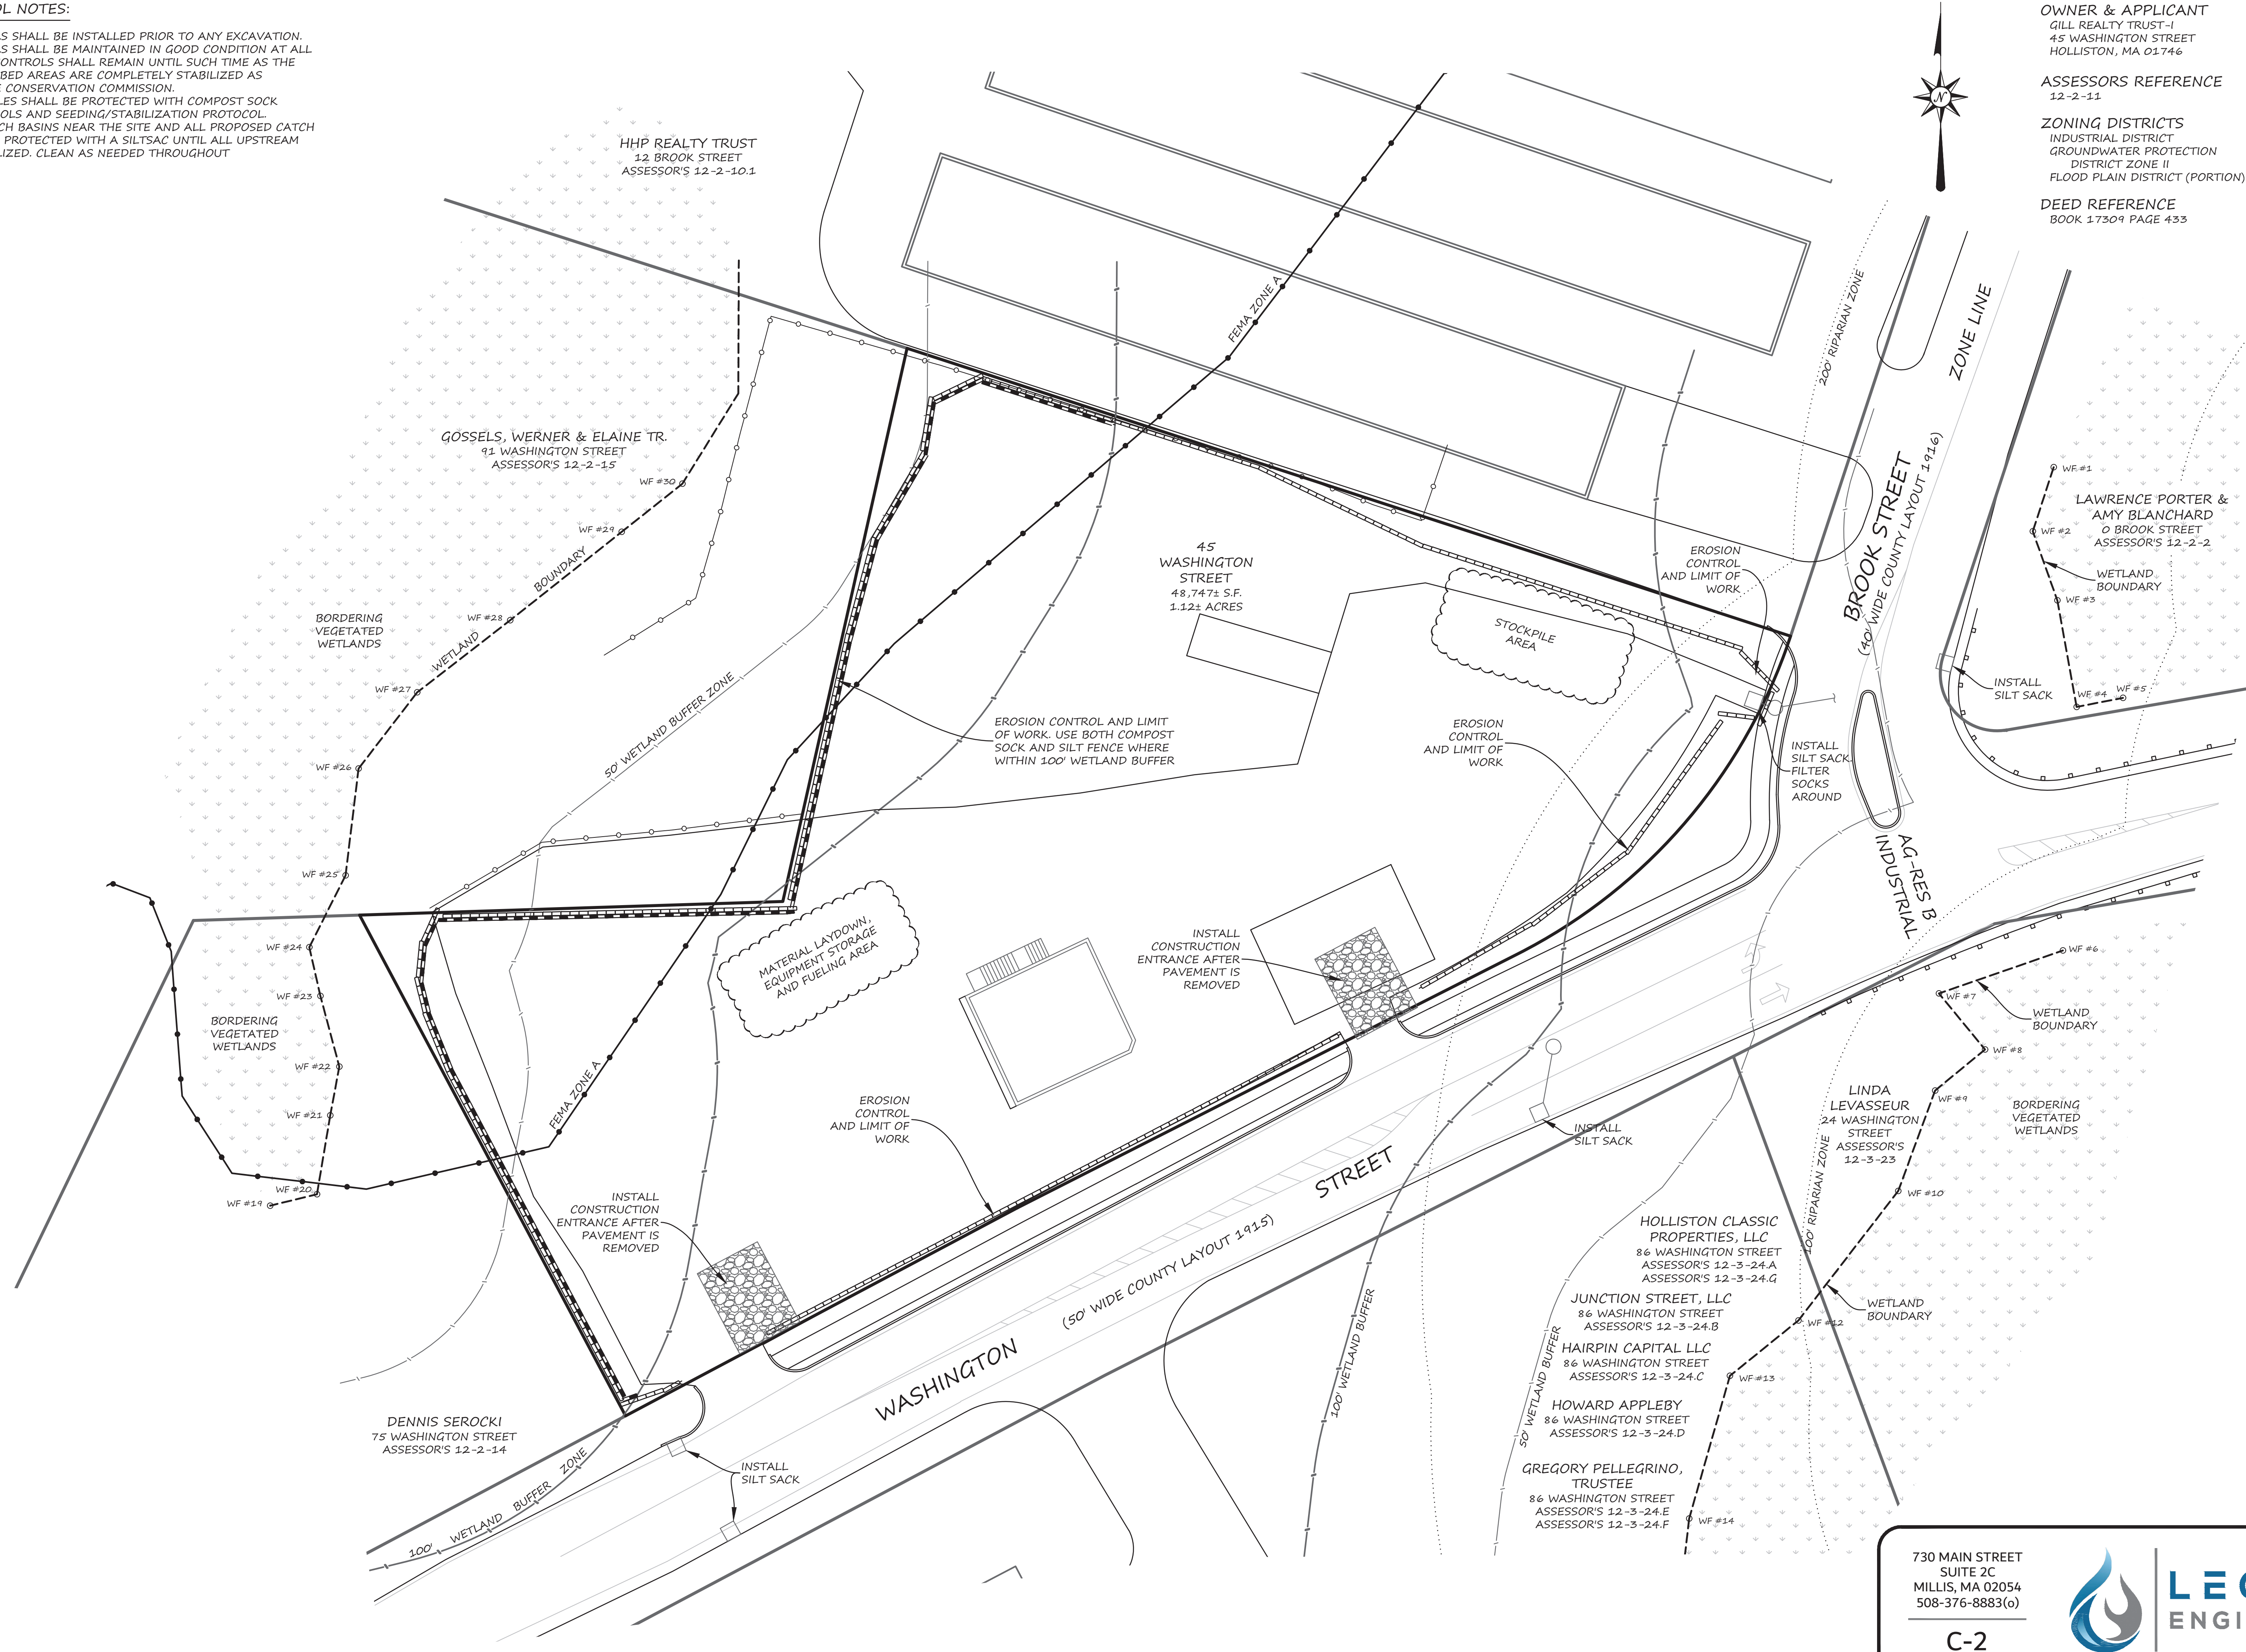 OL NOTES:
S SHALL BE INSTALLED PRIOR TO ANY EXCAVATION.
S SHALL BE MAINTAINED IN GOOD CONDITION AT ALL
ONTROLS SHALL REMAIN UNTIL SUCH TIME AS THE
BED AREAS ARE COMPLETELY STABILIZED AS
E CONSERVATION COMMISSION.
LES SHALL BE PROTECTED WITH COMPOST SOCK
OLS AND SEEDING/STABILIZATION PROTOCOL.
CH BASINS NEAR THE SITE AND ALL PROPOSED CATCH
PROTECTED WITH A SILTSAC UNTIL ALL UPSTREAM
LIZED. CLEAN AS NEEDED THROUGHOUT
OWNER & APPLICANT
GILL REALTY TRUST-I
45 WASHINGTON STREET
HOLLISTON, MA 01746
ASSESSORS REFERENCE
12-2-11
ZONING DISTRICTS
INDUSTRIAL DISTRICT
GROUNDWATER PROTECTION
DISTRICT ZONE II
FLOOD PLAIN DISTRICT (PORTION)
DEED REFERENCE
BOOK 17309 PAGE 433
N
HHP REALTY TRUST
12 BROOK STREET
ASSESSOR'S 12-2-10.1
FEMA ZONE A
200' RIPARIAN ZONE
ZONE LINE
GOSSELS, WERNER & ELAINE TR.
91 WASHINGTON STREET
ASSESSOR'S 12-2-15
WF #30
WF #29
BOUNDARY
WF #28
WETLAND
WF #27
BORDERING
VEGETATED
WETLANDS
WF #26
50' WETLAND BUFFER ZONE
WF #25
45
WASHINGTON
STREET
48,747± S.F.
1.12± ACRES
EROSION CONTROL AND LIMIT
OF WORK. USE BOTH COMPOST
SOCK AND SILT FENCE WHERE
WITHIN 100' WETLAND BUFFER
STOCKPILE
AREA
EROSION
CONTROL
AND LIMIT OF
WORK
EROSION
CONTROL
AND LIMIT OF
WORK
BROOK STREET
(40' WIDE COUNTY LAYOUT 1916)
WF #1
LAWRENCE PORTER &
AMY BLANCHARD
0 BROOK STREET
ASSESSOR'S 12-2-2
WF #2
WETLAND
BOUNDARY
WF #3
WF #4
WF #5
INSTALL
SILT SACK
INSTALL
SILT SACK.
FILTER
SOCKS
AROUND
AG-RES B
INDUSTRIAL
MATERIAL LAYDOWN,
EQUIPMENT STORAGE
AND FUELING AREA
INSTALL
CONSTRUCTION
ENTRANCE AFTER
PAVEMENT IS
REMOVED
WF #24
WF #23
BORDERING
VEGETATED
WETLANDS
WF #22
WF #21
WF #20
WF #19
FEMA ZONE A
EROSION
CONTROL
AND LIMIT OF
WORK
INSTALL
CONSTRUCTION
ENTRANCE AFTER
PAVEMENT IS
REMOVED
WF #6
WF #7
WETLAND
BOUNDARY
WF #8
WF #9
LINDA
LEVASSEUR
24 WASHINGTON
STREET
ASSESSOR'S
12-3-23
BORDERING
VEGETATED
WETLANDS
INSTALL
SILT SACK
WASHINGTON
STREET
(50' WIDE COUNTY LAYOUT 1915)
100' RIPARIAN ZONE
WF #10
HOLLISTON CLASSIC
PROPERTIES, LLC
86 WASHINGTON STREET
ASSESSOR'S 12-3-24.A
ASSESSOR'S 12-3-24.G
JUNCTION STREET, LLC
86 WASHINGTON STREET
ASSESSOR'S 12-3-24.B
HAIRPIN CAPITAL LLC
86 WASHINGTON STREET
ASSESSOR'S 12-3-24.C
HOWARD APPLEBY
86 WASHINGTON STREET
ASSESSOR'S 12-3-24.D
GREGORY PELLEGRINO,
TRUSTEE
86 WASHINGTON STREET
ASSESSOR'S 12-3-24.E
ASSESSOR'S 12-3-24.F
WETLAND
BOUNDARY
WF #12
WF #13
WF #14
100' WETLAND BUFFER
50' WETLAND BUFFER
DENNIS SEROCKI
75 WASHINGTON STREET
ASSESSOR'S 12-2-14
100' WETLAND BUFFER ZONE
INSTALL
SILT SACK
730 MAIN STREET
SUITE 2C
MILLIS, MA 02054
508-376-8883(o)
C-2
LEG
ENGI